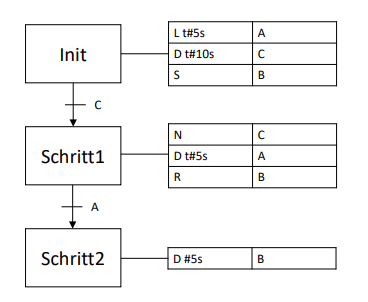 Init
L t#5s A
D t#10s C
S B
C
Schritt1
N C
D t#5s A
R B
A
Schritt2
D #5s B